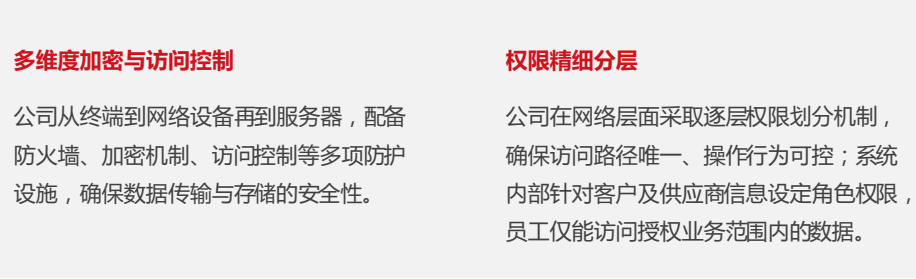 多维度加密与访问控制
公司从终端到网络设备再到服务器，配备
防火墙、加密机制、访问控制等多项防护
设施，确保数据传输与存储的安全性。
权限精细分层
公司在网络层面采取逐层权限划分机制，
确保访问路径唯一、操作行为可控；系统
内部针对客户及供应商信息设定角色权限，
员工仅能访问授权业务范围内的数据。